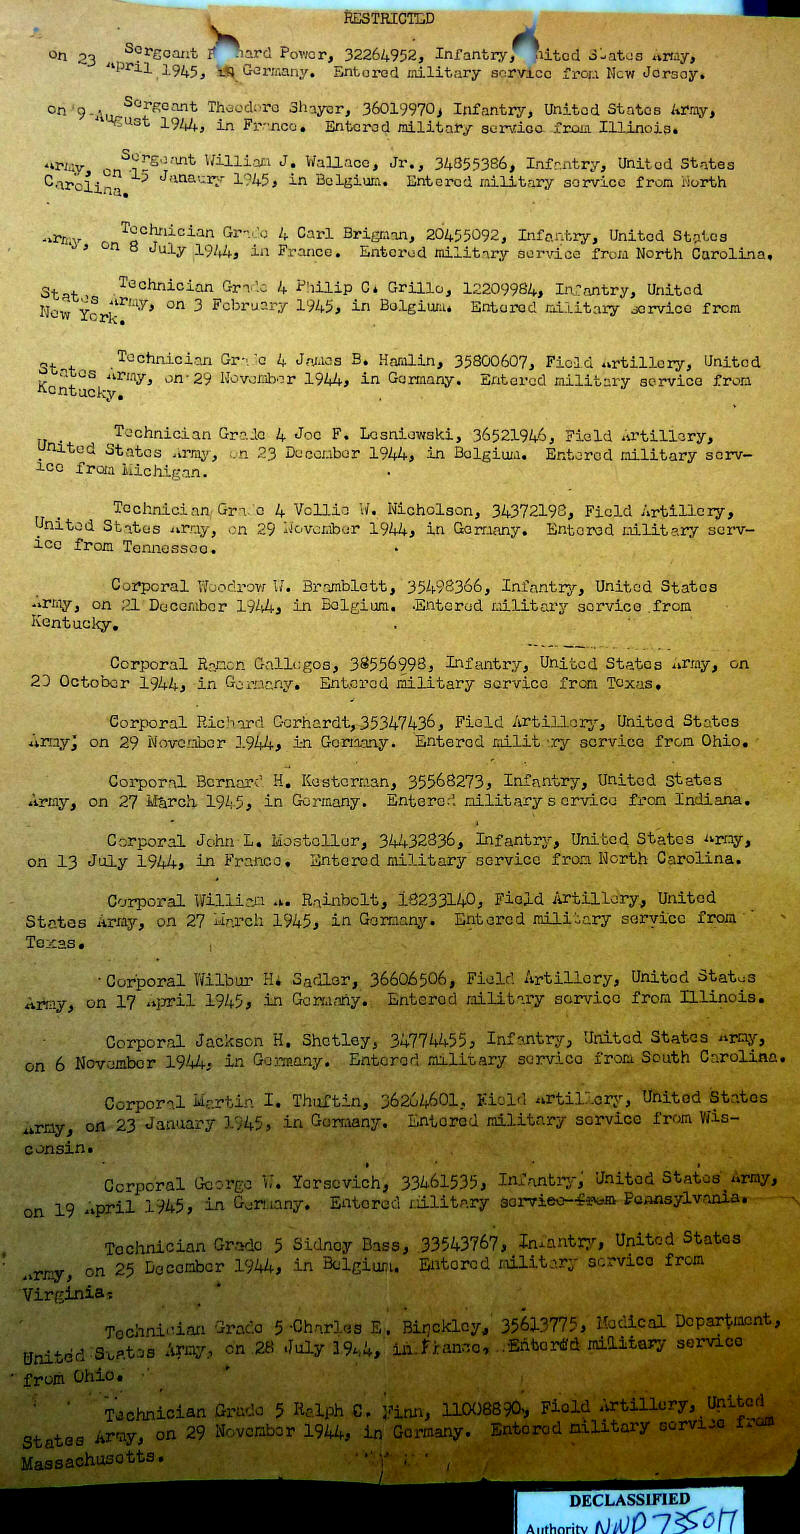 RESTRICTED
Sergeant hard Power, 32264952, Infantry, United States Army,
on 23 April 1945, in Germany. Entered military service from New Jersey.
Sergeant Theodore Shayer, 36019970, Infantry, United States Army,
on 9 August 1944, in France. Entered military service from Illinois.
Sergeant William J. Wallace, Jr., 34855386, Infantry, United States
Army, on 15 Janaury 1945, in Belgium. Entered military service from North
Carolina.
Technician Grade 4 Carl Brigman, 20455092, Infantry, United States
Army, on 8 July 1944, in France. Entered military service from North Carolina.
Technician Grade 4 Philip C. Grillo, 12209984, Infantry, United
States Army, on 3 February 1945, in Belgium. Entered military service from
New York.
Technician Grade 4 James B. Hamlin, 35800607, Field Artillery, United
States Army, on 29 November 1944, in Germany. Entered military service from
Kentucky.
Technician Grade 4 Joe F. Lesniewski, 36521946, Field Artillery,
United States Army, on 23 December 1944, in Belgium. Entered military serv-
ice from Michigan.
Technician Grade 4 Vollie W. Nicholson, 34372198, Field Artillery,
United States Army, on 29 November 1944, in Germany. Entered military serv-
ice from Tennessee.
Corporal Woodrow W. Bramblett, 35498366, Infantry, United States
Army, on 21 December 1944, in Belgium. Entered military service from
Kentucky.
Corporal Ramon Gallegos, 38556998, Infantry, United States Army, on
20 October 1944, in Germany. Entered military service from Texas.
Corporal Richard Gerhardt, 35347436, Field Artillery, United States
Army, on 29 November 1944, in Germany. Entered military service from Ohio.
Corporal Bernard H. Kesterman, 35568273, Infantry, United States
Army, on 27 March 1945, in Germany. Entered military s ervice from Indiana.
Corporal John L. Mosteller, 34432836, Infantry, United States Army,
on 13 July 1944, in France. Entered military service from North Carolina.
Corporal William A. Rainbolt, 18233140, Field Artillery, United
States Army, on 27 March 1945, in Germany. Entered military service from
Texas.
Corporal Wilbur H. Sadler, 36606506, Field Artillery, United States
Army, on 17 April 1945, in Germany. Entered military service from Illinois.
Corporal Jackson H. Shetley, 34774455, Infantry, United States Army,
on 6 November 1944, in Germany. Entered military service from South Carolina.
Corporal Martin I. Thuftin, 36264601, Field Artillery, United States
Army, on 23 January 1945, in Germany. Entered military service from Wis-
consin.
Corporal George W. Yersevich, 33461535, Infantry, United States Army,
on 19 April 1945, in Germany. Entered military service from Pennsylvania.
Technician Grade 5 Sidney Bass, 33543767, Infantry, United States
Army, on 25 December 1944, in Belgium. Entered military service from
Virginia.
Technician Grade 5 Charles E. Binckley, 35613775, Medical Department,
United States Army, on 28 July 1944, in France. Entered military service
from Ohio.
Technician Grade 5 Ralph C. Finn, 11008890, Field Artillery, United
States Army, on 29 November 1944, in Germany. Entered military service from
Massachusetts.
DECLASSIFIED
Authority NND 735017